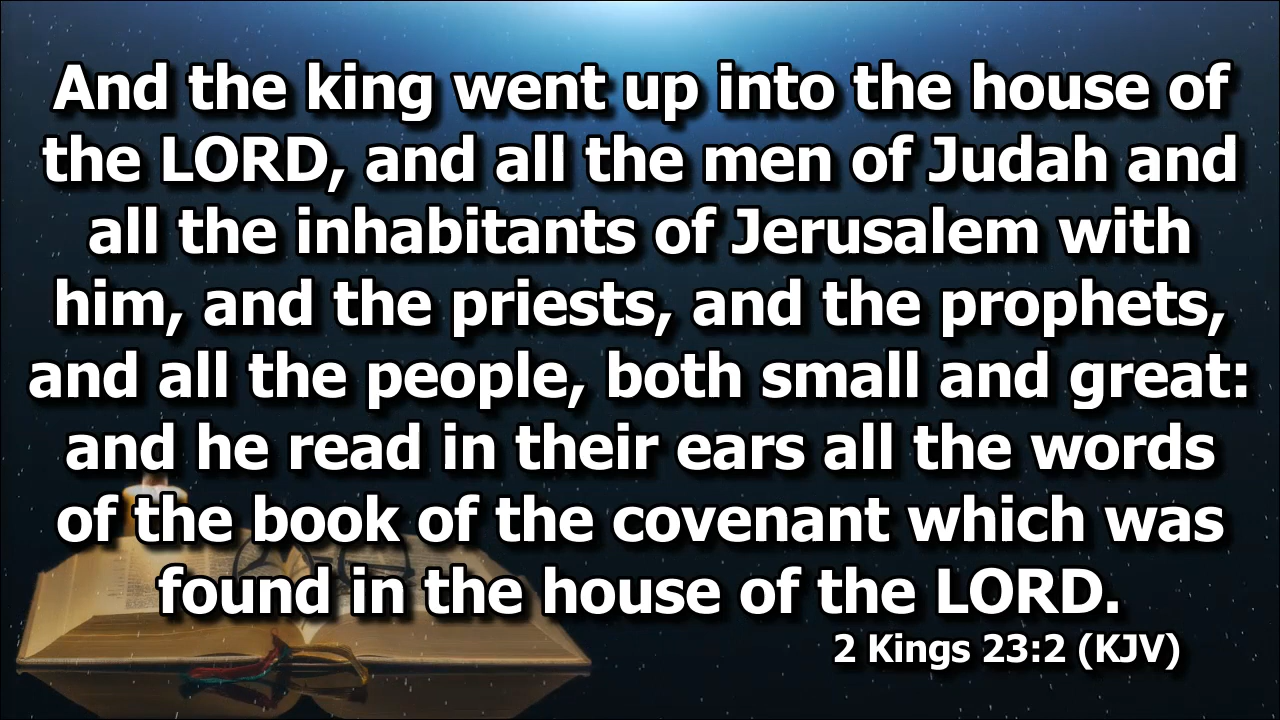 And the king went up into the house of
the LORD, and all the men of Judah and
all the inhabitants of Jerusalem with
him, and the priests, and the prophets,
and all the people, both small and great:
and he read in their ears all the words
of the book of the covenant which was
found in the house of the LORD.
2 Kings 23:2 (KJV)